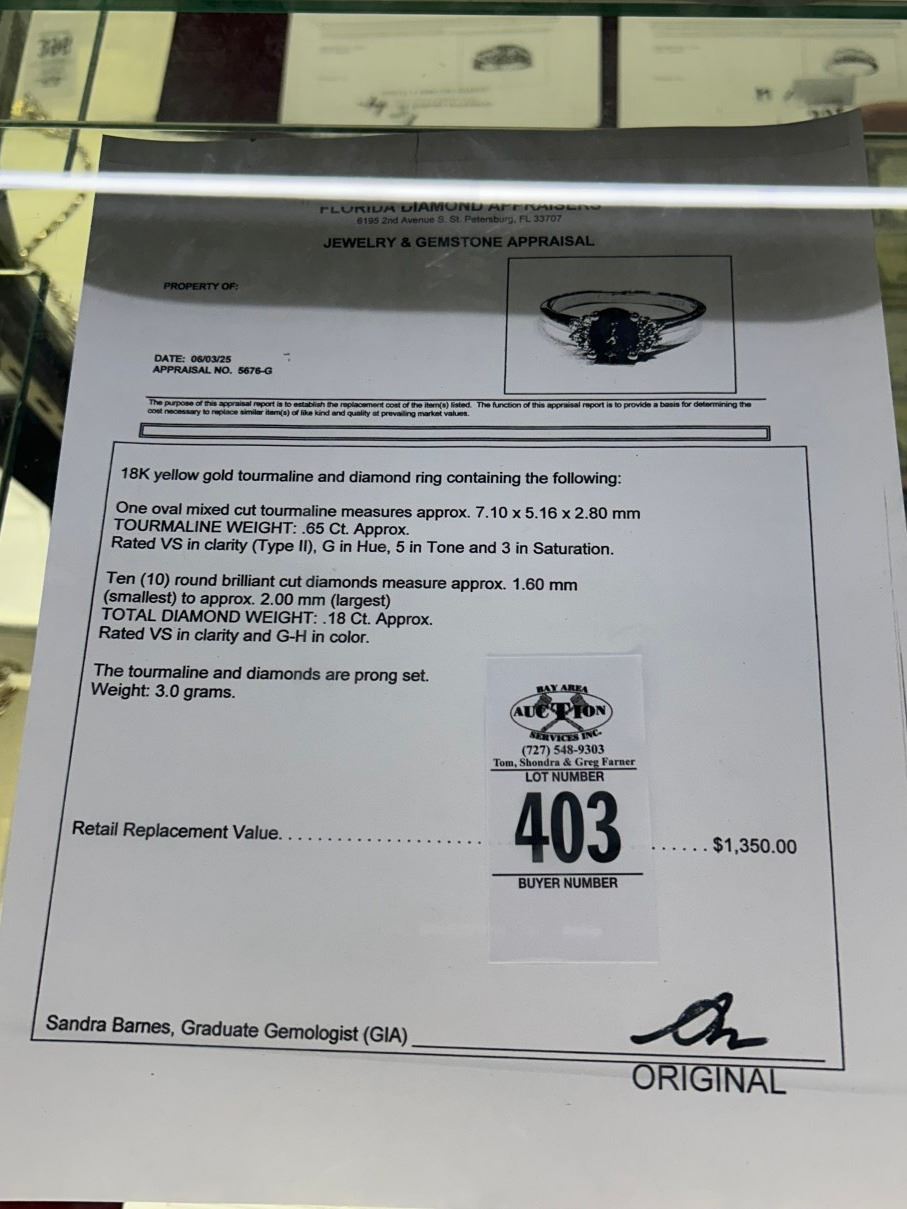 FLORIDA DIAMOND APPRAISERS
6195 2nd Avenue S. St. Petersburg, FL 33707
JEWELRY & GEMSTONE APPRAISAL
PROPERTY OF:
DATE: 06/03/25
APPRAISAL NO. 5676-G
The purpose of this appraisal report is to establish the replacement cost of the item(s) listed. The function of this appraisal report is to provide a basis for determining the
cost necessary to replace similar item(s) of like kind and quality at prevailing market values.
18K yellow gold tourmaline and diamond ring containing the following:
One oval mixed cut tourmaline measures approx. 7.10 x 5.16 x 2.80 mm
TOURMALINE WEIGHT: .65 Ct. Approx.
Rated VS in clarity (Type II), G in Hue, 5 in Tone and 3 in Saturation.
Ten (10) round brilliant cut diamonds measure approx. 1.60 mm
(smallest) to approx. 2.00 mm (largest)
TOTAL DIAMOND WEIGHT: .18 Ct. Approx.
Rated VS in clarity and G-H in color.
The tourmaline and diamonds are prong set.
Weight: 3.0 grams.
BAY AREA
AUCTION
SERVICES INC.
(727) 548-9303
Tom, Shondra & Greg Farner
LOT NUMBER
403
BUYER NUMBER
Retail Replacement Value. . . . . . . . . . . . . . . . . . . . . . . $1,350.00
Sandra Barnes, Graduate Gemologist (GIA)
ORIGINAL